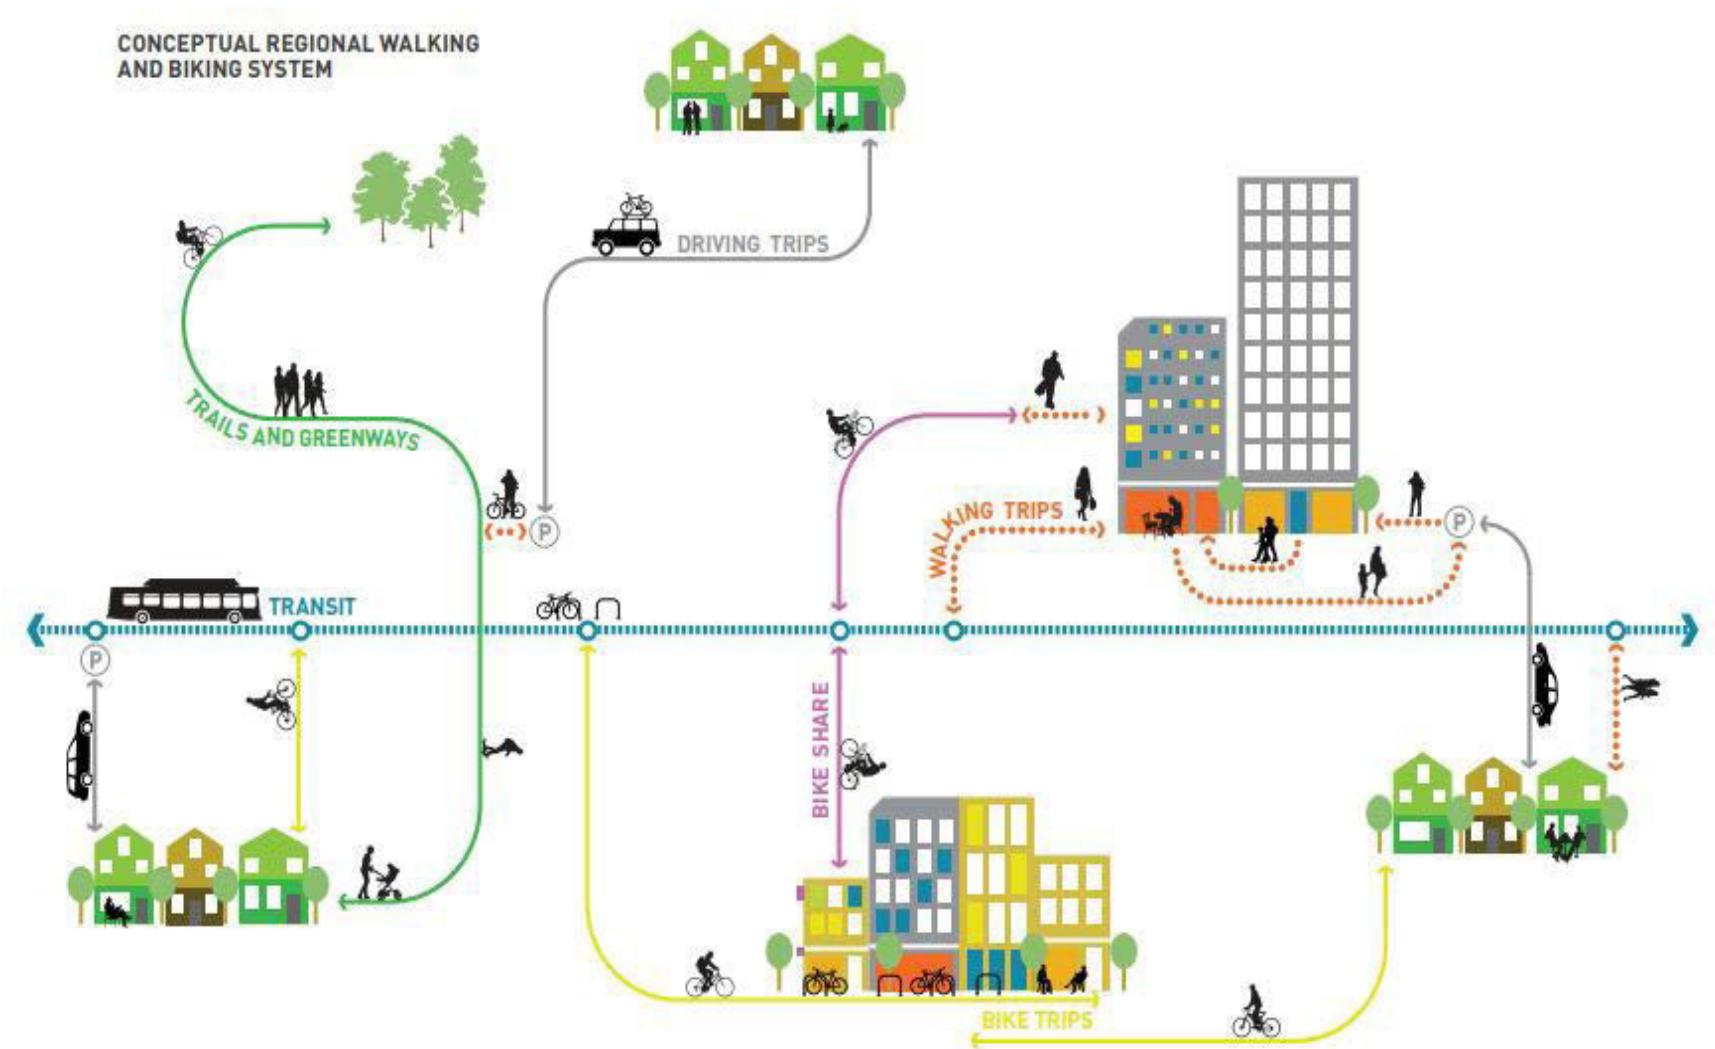 CONCEPTUAL REGIONAL WALKING
AND BIKING SYSTEM
DRIVING TRIPS
TRAILS AND GREENWAYS
WALKING TRIPS
P
P
TRANSIT
P
BIKE SHARE
BIKE TRIPS